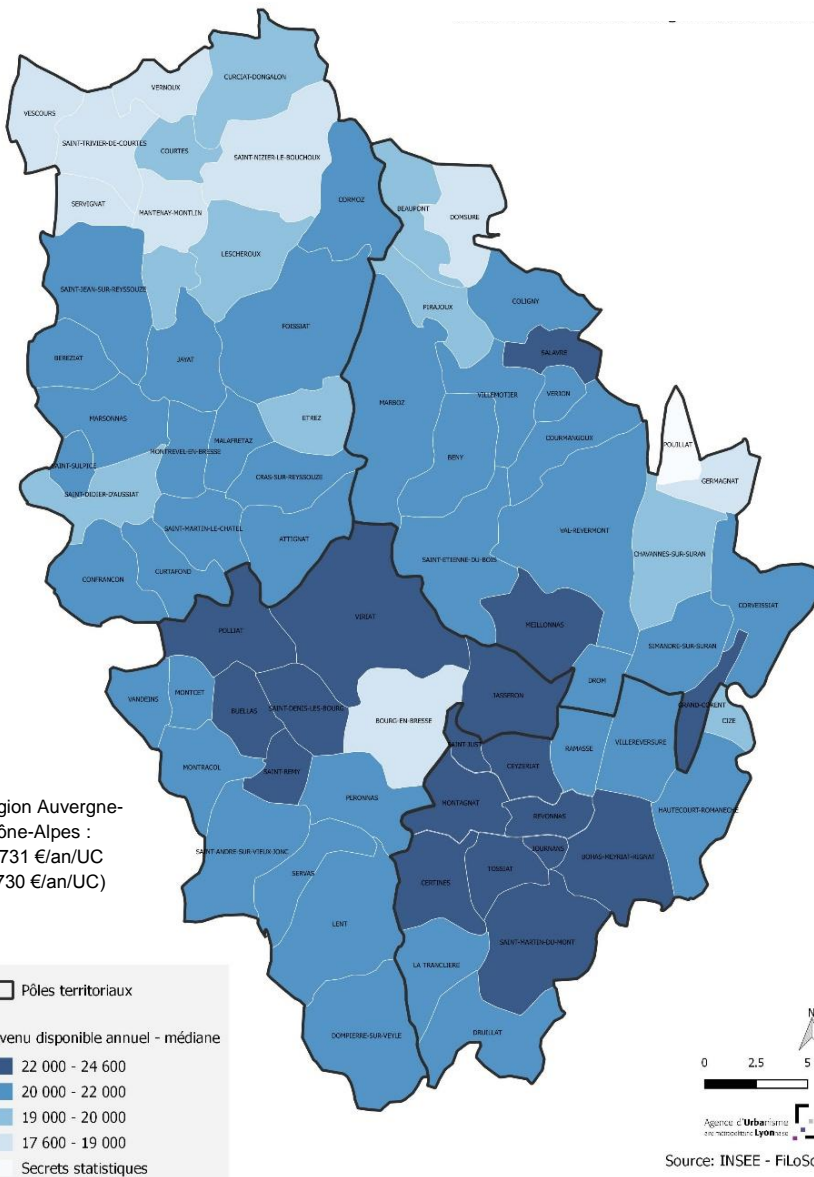 CURCIAT-DONGALON
VERNOUX
VESCOURS
SAINT-TRIVIER-DE-COURTES
COURTES
SAINT-NIZIER-LE-BOUCHOUX
SERVIGNAT
MANTENAY-MONTLIN
CORMOZ
BEAUPONT
DOMSURE
LESCHEROUX
SAINT-JEAN-SUR-REYSSOUZE
COLIGNY
PIRAJOUX
FOISSIAT
SALAVRE
BEREZIAT
JAYAT
VILLEMOTIER
VERJON
MARBOZ
MARSONNAS
ETREZ
MALAFRETAZ
COURMANGOUX
POUILLAT
MONTREVEL-EN-BRESSE
BENY
SAINT-SULPICE
CRAS-SUR-REYSSOUZE
GERMAGNAT
SAINT-DIDIER-D'AUSSIAT
SAINT-MARTIN-LE-CHATEL
VAL-REVERMONT
ATTIGNAT
CHAVANNES-SUR-SURAN
SAINT-ETIENNE-DU-BOIS
CURTAFOND
CONFRANCON
CORVEISSIAT
VIRIAT
MEILLONNAS
POLLIAT
SIMANDRE-SUR-SURAN
DROM
JASSERON
VANDEINS
MONTCET
SAINT-DENIS-LES-BOURG
BUELLAS
GRAND-CORENT
BOURG-EN-BRESSE
CIZE
SAINT-JUST
RAMASSE
VILLEREVERSURE
CEYZERIAT
MONTRACOL
SAINT-REMY
PERONNAS
MONTAGNAT
HAUTECOURT-ROMANECHE
REVONNAS
JOURNANS
SAINT-ANDRE-SUR-VIEUX-JONC
BOHAS-MEYRIAT-RIGNAT
TOSSIAT
SERVAS
CERTINES
LENT
SAINT-MARTIN-DU-MONT
LA TRANCLIERE
DOMPIERRE-SUR-VEYLE
DRUILLAT
gion Auvergne-
ône-Alpes :
731 €/an/UC
730 €/an/UC)
Pôles territoriaux
venu disponible annuel - médiane
22 000 - 24 600
20 000 - 22 000
19 000 - 20 000
17 600 - 19 000
Secrets statistiques
N
0 2.5 5
Agence d'Urbanisme
aire métropolitaine Lyonnaise
Source: INSEE - FiLoSo